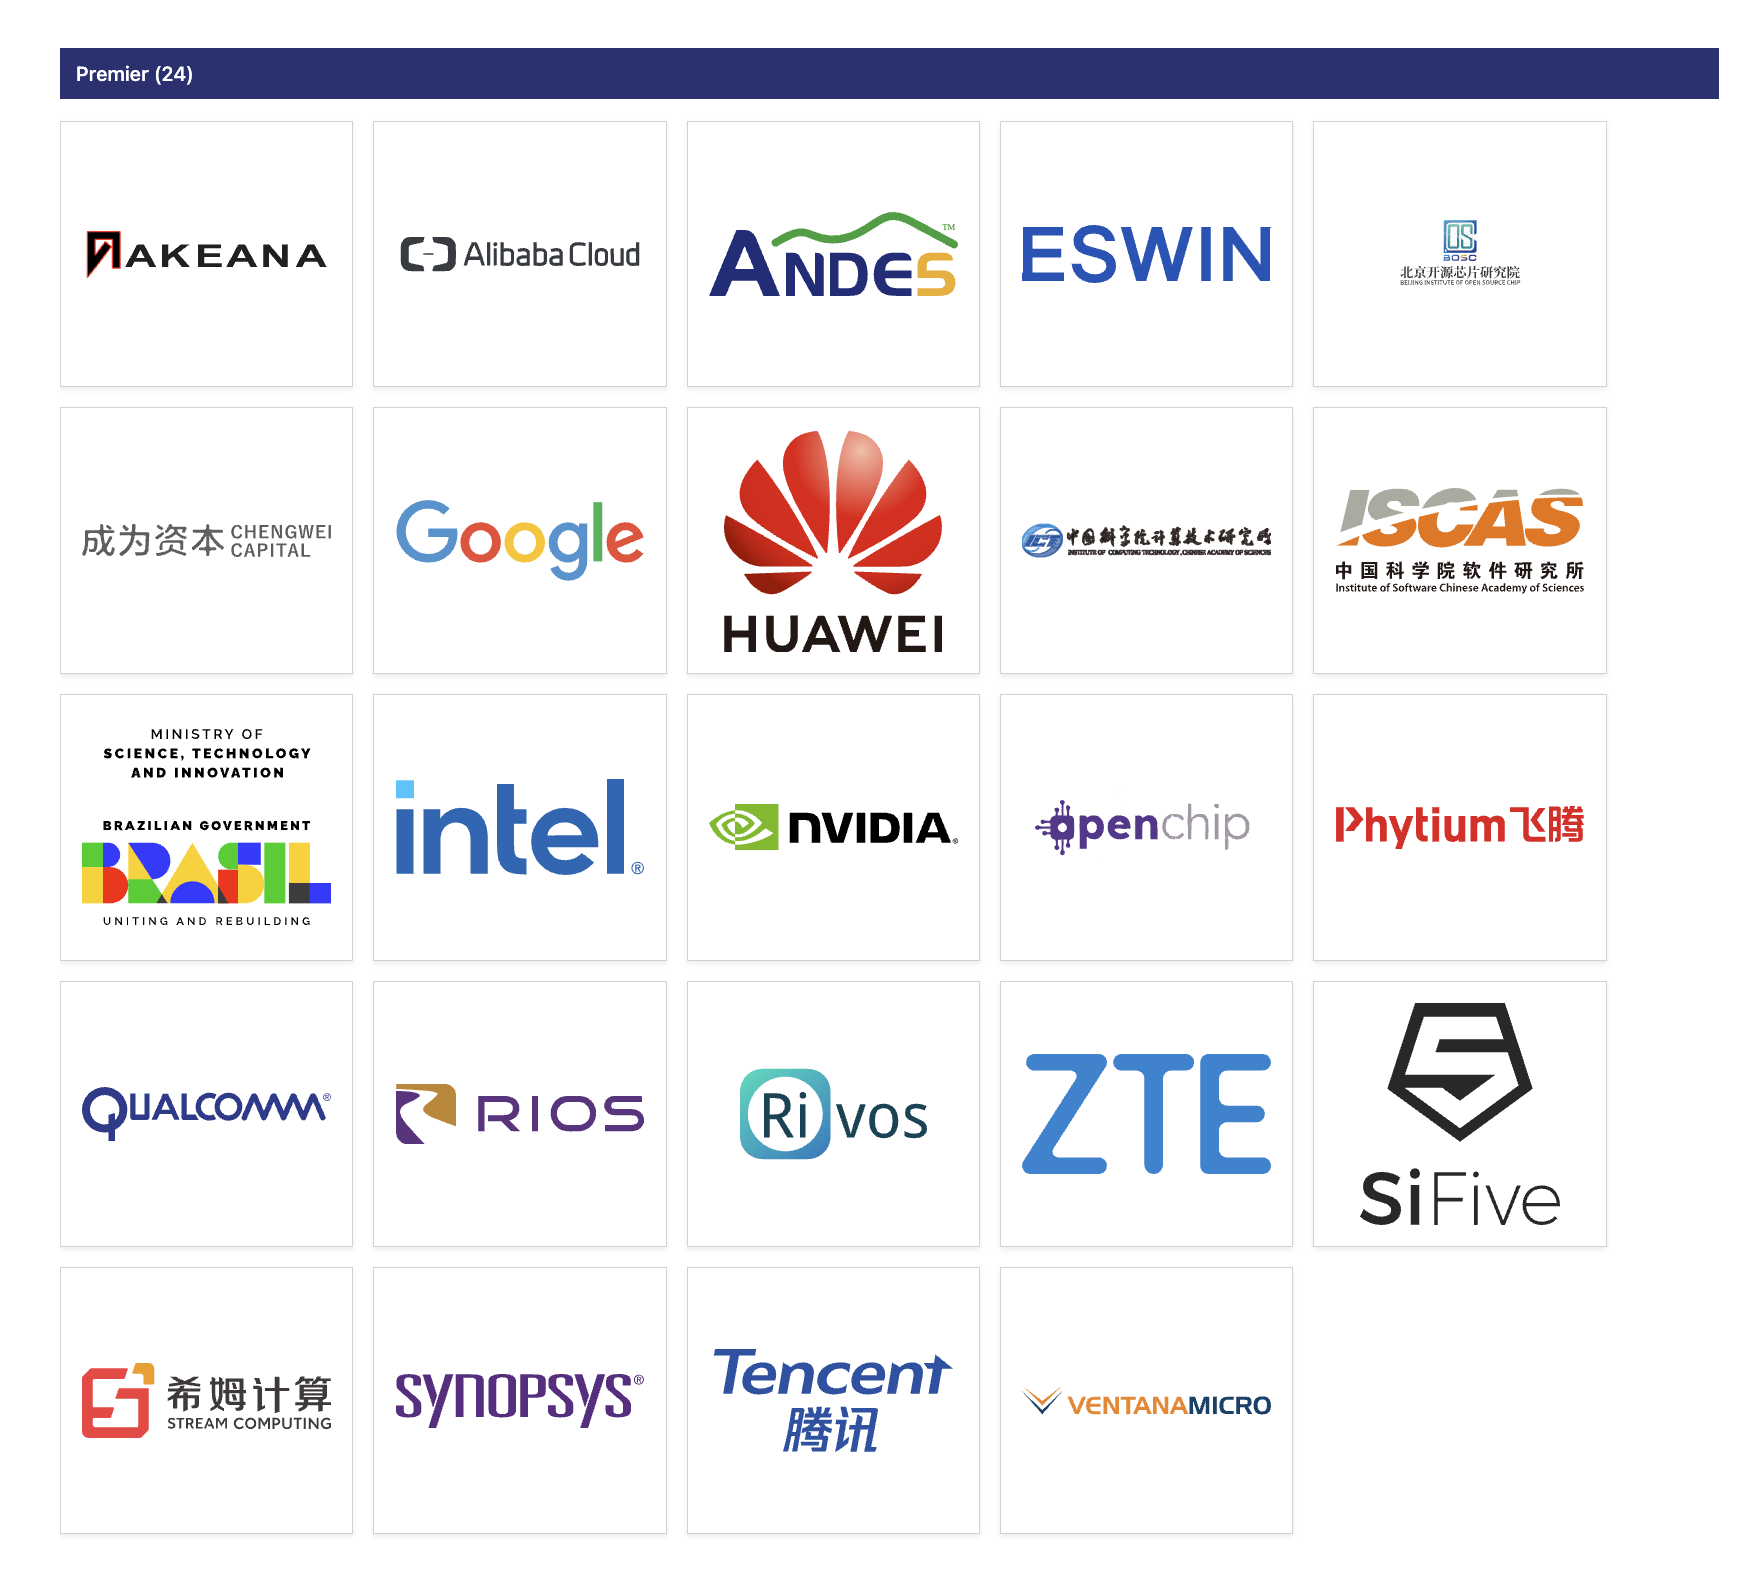 Premier (24)
AKEANA
Alibaba Cloud
ANDES™
ESWIN
BOSC
北京开源芯片研究院
BEIJING INSTITUTE OF OPEN SOURCE CHIP
成为资本 CHENGWEI
CAPITAL
Google
HUAWEI
ICT
中国科学院计算技术研究所
INSTITUTE OF COMPUTING TECHNOLOGY, CHINESE ACADEMY OF SCIENCES
ISCAS
中国科学院软件研究所
Institute of Software Chinese Academy of Sciences
MINISTRY OF
SCIENCE, TECHNOLOGY
AND INNOVATION
BRAZILIAN GOVERNMENT
BRASIL
UNITING AND REBUILDING
intel®
NVIDIA®
openchip
Phytium飞腾
QUALCOMM®
RIOS
Rivos
ZTE
SiFive
希姆计算
STREAM COMPUTING
SYNOPSYS®
Tencent
腾讯
VENTANAMICRO